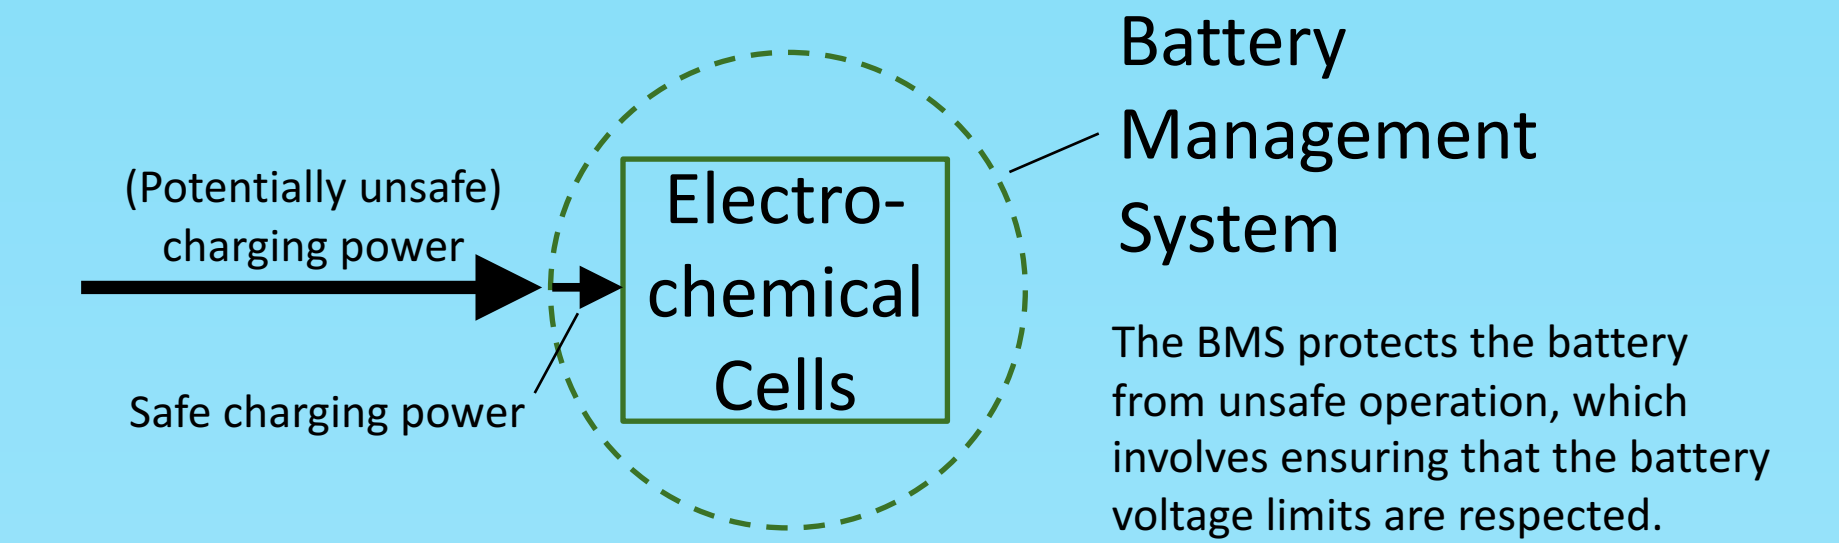 (Potentially unsafe)
charging power
Safe charging power
Electro-
chemical
Cells
Battery
Management
System
The BMS protects the battery
from unsafe operation, which
involves ensuring that the battery
voltage limits are respected.